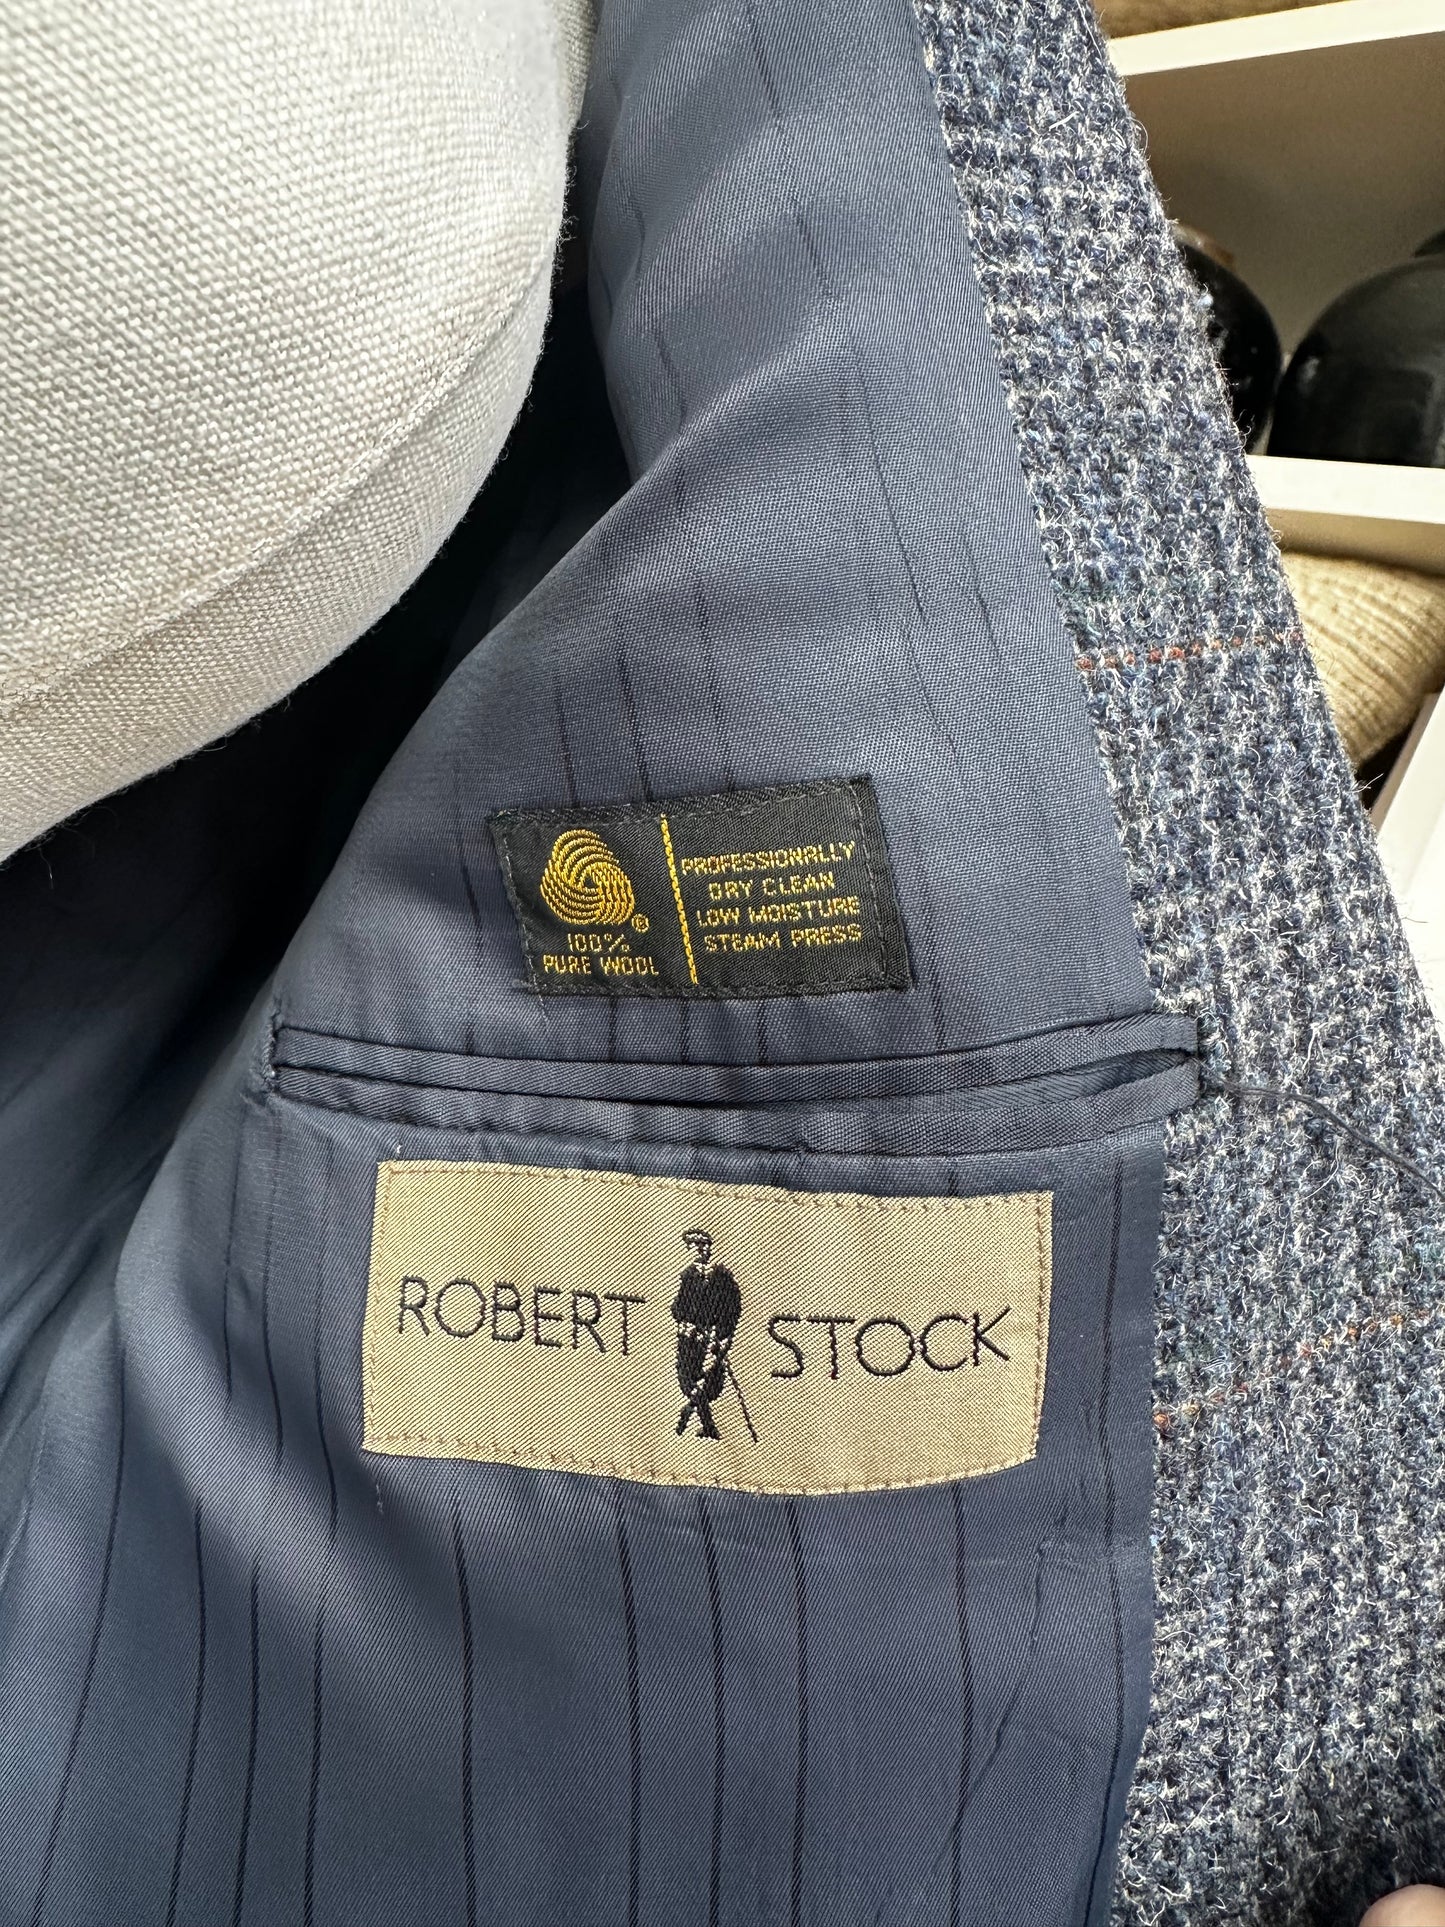 100%
PURE WOOL
PROFESSIONALLY
DRY CLEAN
LOW MOISTURE
STEAM PRESS
®
ROBERT STOCK